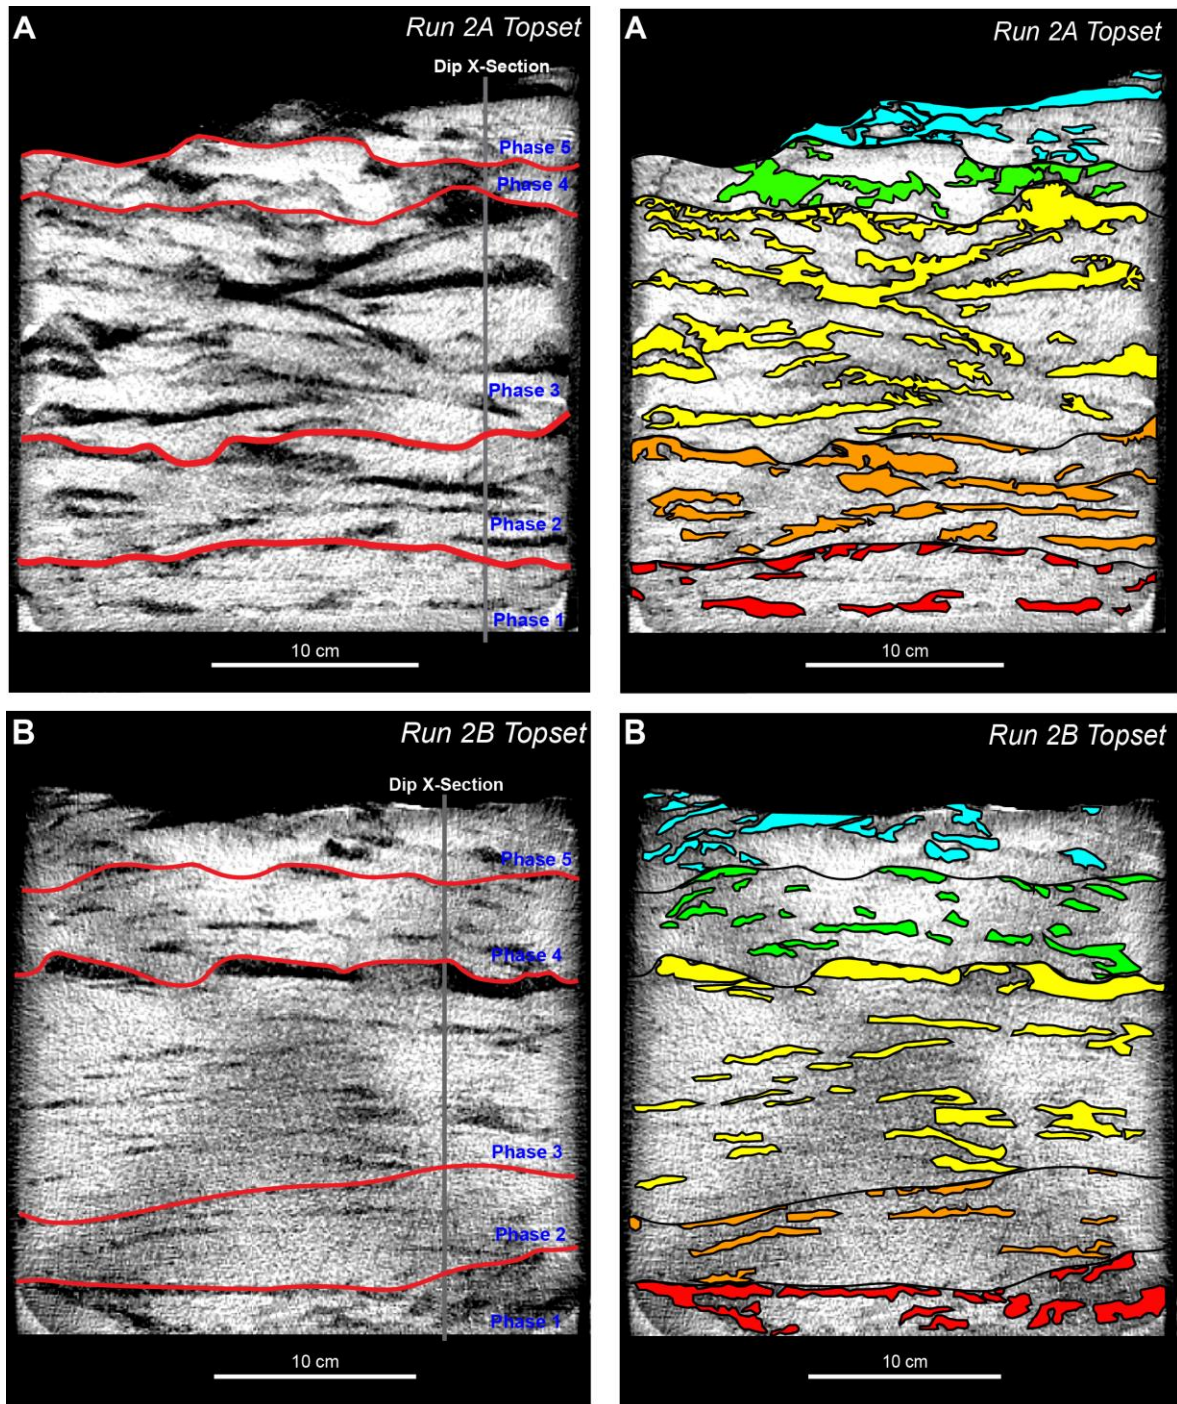 A
Run 2A Topset
Dip X-Section
Phase 5
Phase 4
Phase 3
Phase 2
Phase 1
10 cm
A
Run 2A Topset
10 cm
B
Run 2B Topset
Dip X-Section
Phase 5
Phase 4
Phase 3
Phase 2
Phase 1
10 cm
B
Run 2B Topset
10 cm